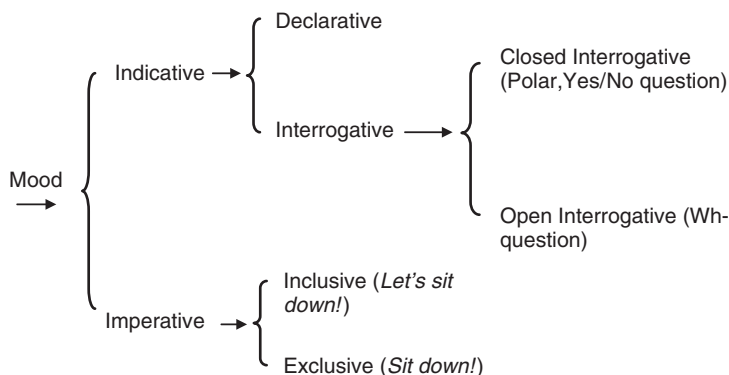 Declarative
Indicative
Closed Interrogative
(Polar,Yes/No question)
Interrogative
Mood
Open Interrogative (Wh-
question)
Inclusive (Let's sit
down!)
Imperative
Exclusive (Sit down!)